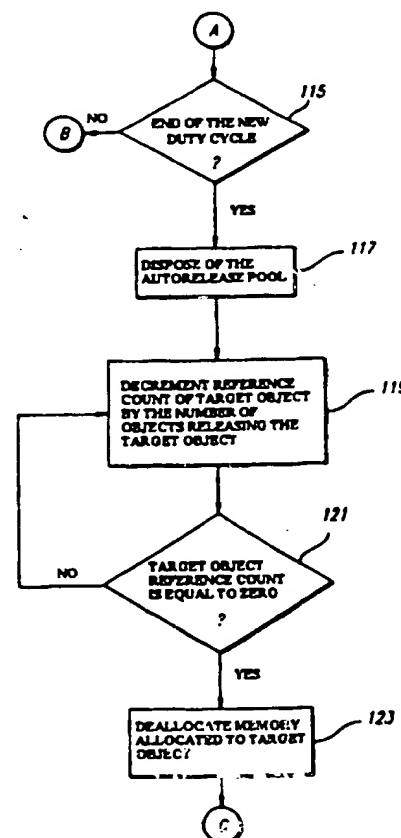 A
115
END OF THE NEW
DUTY CYCLE
?
NO
B
YES
117
DISPOSE OF THE
AUTORELEASE POOL
119
DECREMENT REFERENCE
COUNT OF TARGET OBJECT
BY THE NUMBER OF
OBJECTS RELEASING THE
TARGET OBJECT
121
TARGET OBJECT
REFERENCE COUNT
IS EQUAL TO ZERO
?
NO
YES
123
DEALLOCATE MEMORY
ALLOCATED TO TARGET
OBJECT
C